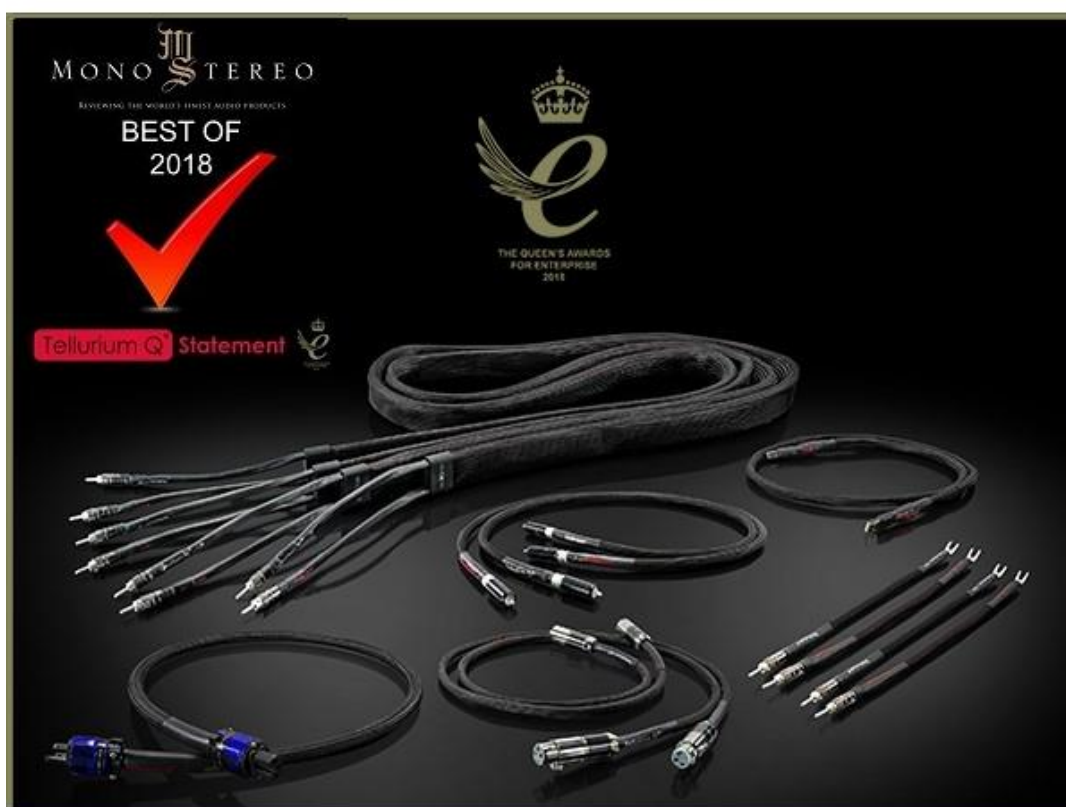 MONO STEREO
REVIEWING THE WORLD'S FINEST AUDIO PRODUCTS
BEST OF
2018
THE QUEEN'S AWARDS
FOR ENTERPRISE
2018
Tellurium Q® Statement